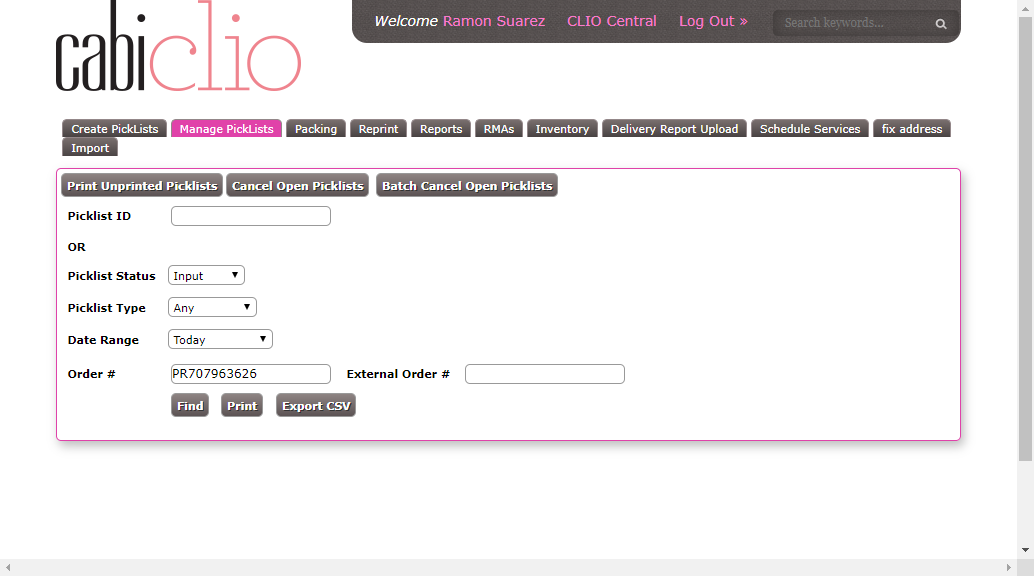 cabiclio
Welcome Ramon Suarez CLIO Central Log Out » Search keywords...
Create PickLists Manage PickLists Packing Reprint Reports RMAs Inventory Delivery Report Upload Schedule Services fix address
Import
Print Unprinted Picklists Cancel Open Picklists Batch Cancel Open Picklists
Picklist ID
OR
Picklist Status Input
Picklist Type Any
Date Range Today
Order # PR707963626 External Order #
Find Print Export CSV